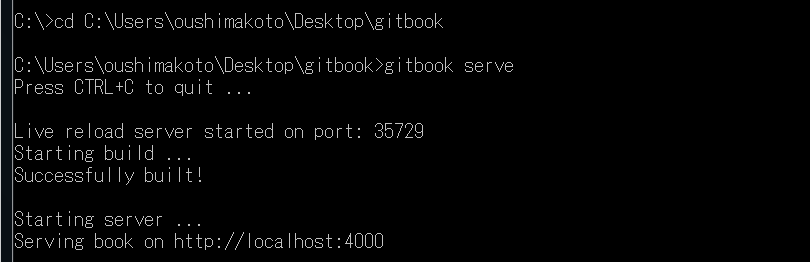 C:\>cd C:\Users\oushimakoto\Desktop\gitbook
C:\Users\oushimakoto\Desktop\gitbook>gitbook serve
Press CTRL+C to quit ...
Live reload server started on port: 35729
Starting build ...
Successfully built!
Starting server ...
Serving book on http://localhost:4000